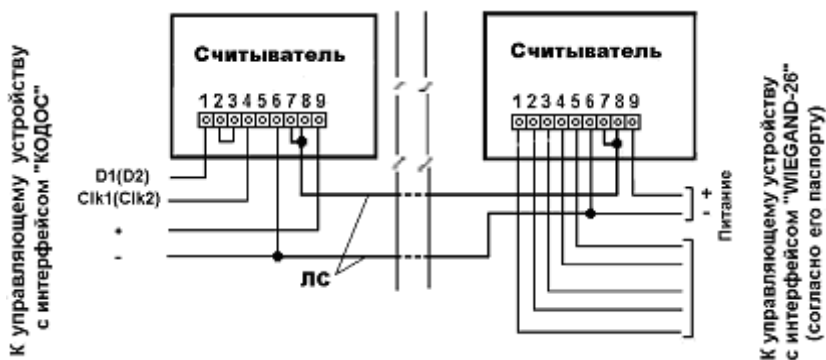 К управляющему устройству
с интерфейсом "КОДОС"
Считыватель
1 2 3 4 5 6 7 8 9
D1(D2)
Clk1(Clk2)
+
-
ЛС
Считыватель
1 2 3 4 5 6 7 8 9
+
-
Питание
К управляющему устройству
с интерфейсом "WIEGAND-26"
(согласно его паспорту)